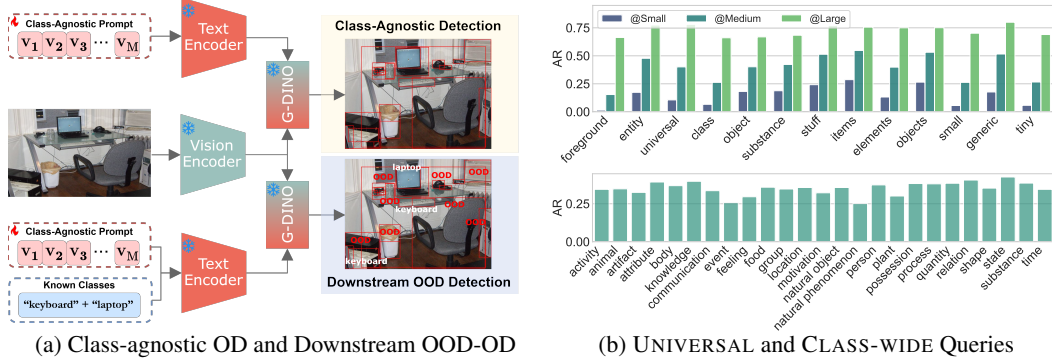 Class-Agnostic Prompt
v1 v2 v3 ··· vM
Text
Encoder
Vision
Encoder
Class-Agnostic Prompt
v1 v2 v3 ··· vM
Known Classes
“keyboard” + “laptop”
Text
Encoder
G-DINO
G-DINO
Class-Agnostic Detection
laptop
OOD
OOD
OOD
OOD
OOD
keyboard
OOD
OOD
OOD
keyboard
Downstream OOD Detection
(a) Class-agnostic OD and Downstream OOD-OD
@Small @Medium @Large
AR
0.75
0.50
0.25
0.00
foreground
entity
universal
class
object
substance
stuff
items
elements
objects
small
generic
tiny
AR
0.25
0.00
activity
animal
artifact
attribute
body
knowledge
communication
event
feeling
food
group
location
motivation
natural object
natural phenomenon
person
plant
possession
process
quantity
relation
shape
state
substance
time
(b) UNIVERSAL and CLASS-WIDE Queries